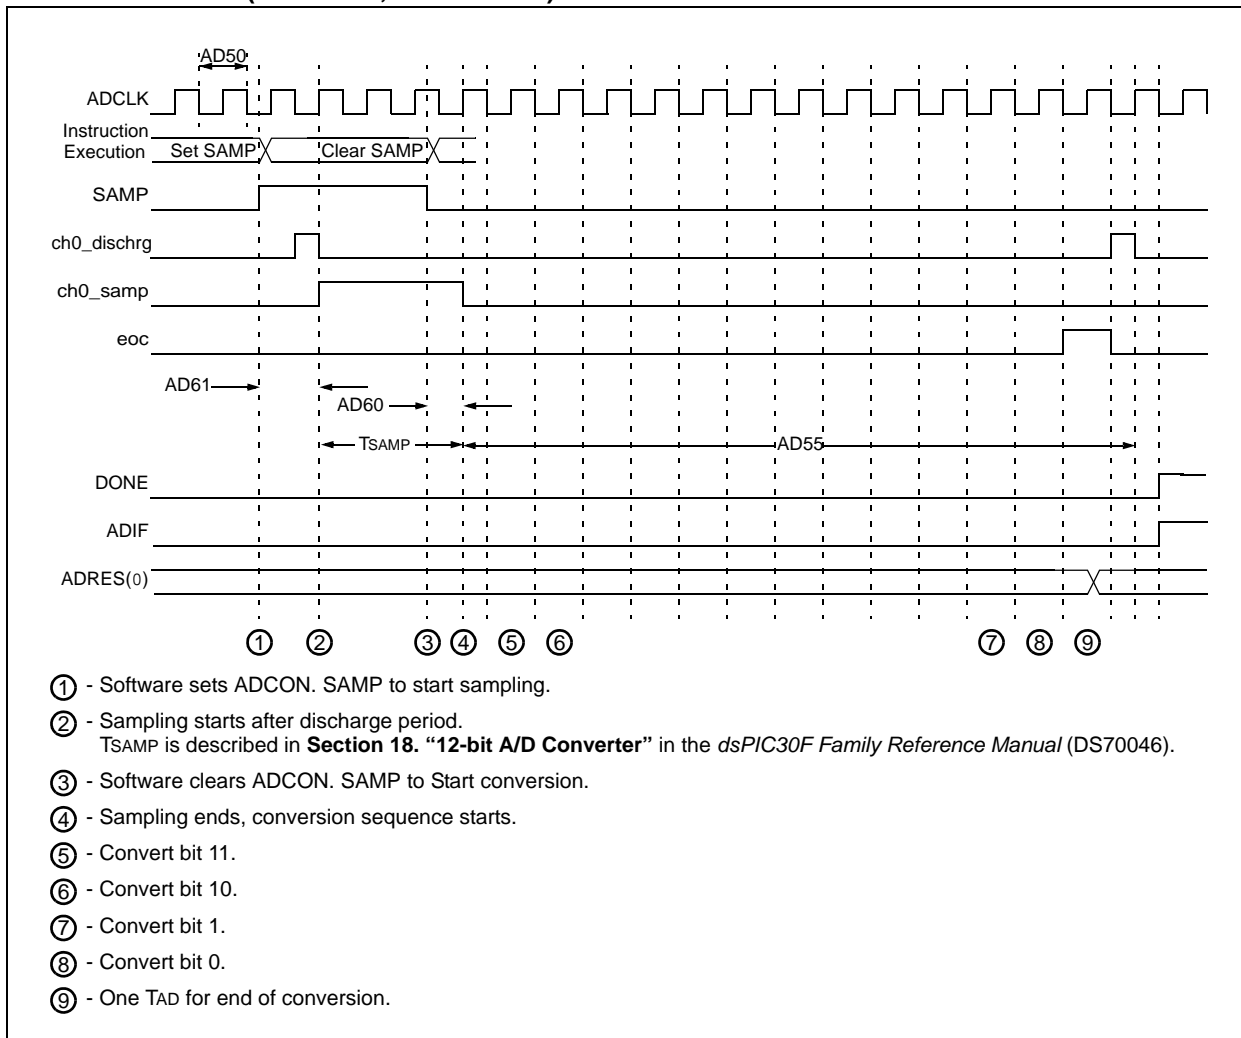 AD50
ADCLK
Instruction
Execution Set SAMP Clear SAMP
SAMP
ch0_dischrg
ch0_samp
eoc
AD61
AD60
TSAMP AD55
DONE
ADIF
ADRES(0)
1 2 3 4 5 6 7 8 9
1 - Software sets ADCON. SAMP to start sampling.
2 - Sampling starts after discharge period.
TSAMP is described in Section 18. “12-bit A/D Converter” in the dsPIC30F Family Reference Manual (DS70046).
3 - Software clears ADCON. SAMP to Start conversion.
4 - Sampling ends, conversion sequence starts.
5 - Convert bit 11.
6 - Convert bit 10.
7 - Convert bit 1.
8 - Convert bit 0.
9 - One TAD for end of conversion.